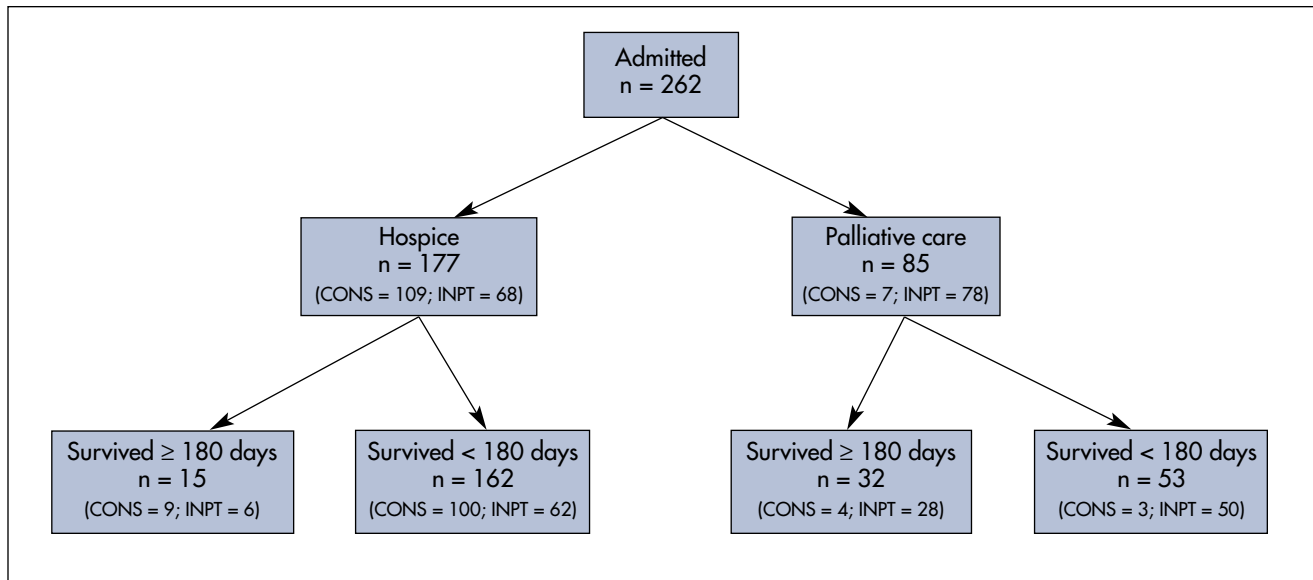 Admitted
n = 262
Hospice
n = 177
(CONS = 109; INPT = 68)
Palliative care
n = 85
(CONS = 7; INPT = 78)
Survived ≥ 180 days
n = 15
(CONS = 9; INPT = 6)
Survived < 180 days
n = 162
(CONS = 100; INPT = 62)
Survived ≥ 180 days
n = 32
(CONS = 4; INPT = 28)
Survived < 180 days
n = 53
(CONS = 3; INPT = 50)